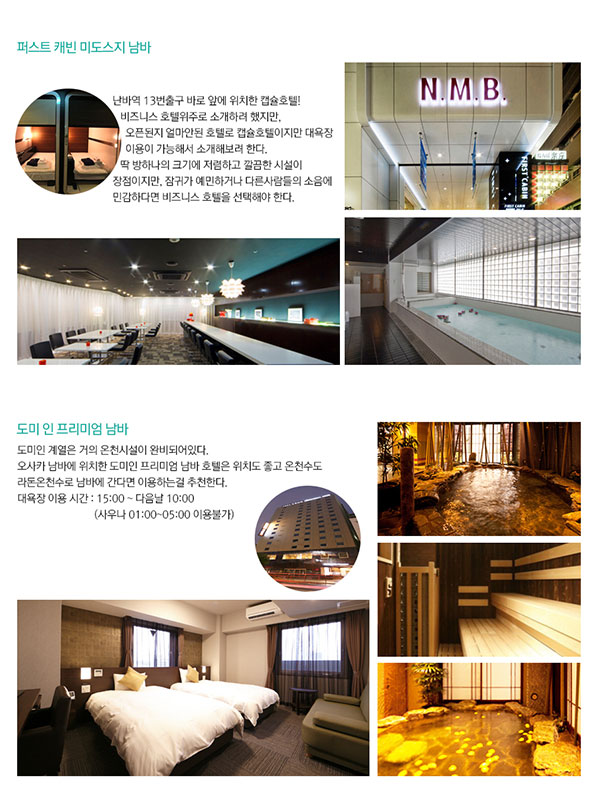 퍼스트 캐빈 미도스지 남바
난바역 13번출구 바로 앞에 위치한 캡슐호텔!
비즈니스 호텔위주로 소개하려 했지만,
오픈된지 얼마안된 호텔로 캡슐호텔이지만 대욕장
이용이 가능해서 소개해보려 한다.
딱 방하나의 크기에 저렴하고 깔끔한 시설이
장점이지만, 잠귀가 예민하거나 다른사람들의 소음에
민감하다면 비즈니스 호텔을 선택해야 한다.
N.M.B.
FIRST CABIN
도미 인 프리미엄 남바
도미인 계열은 거의 온천시설이 완비되어있다.
오사카 남바에 위치한 도미인 프리미엄 남바 호텔은 위치도 좋고 온천수도
라돈온천수로 남바에 간다면 이용하는걸 추천한다.
대욕장 이용 시간 : 15:00 ~ 다음날 10:00
(사우나 01:00~05:00 이용불가)